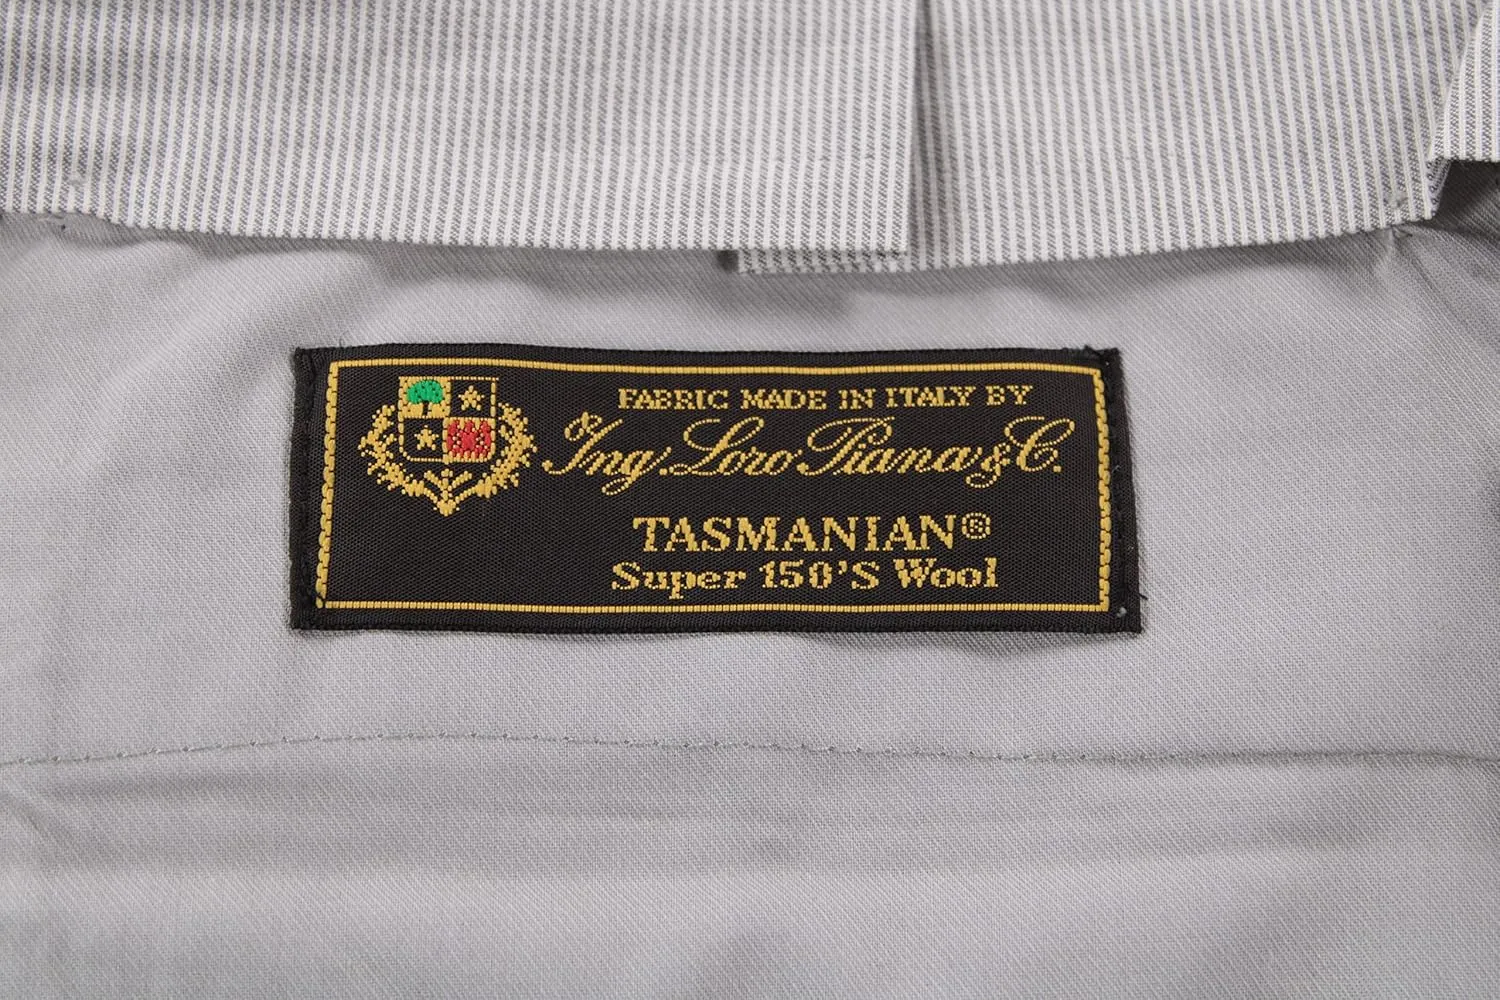 FABRIC MADE IN ITALY BY
Ing. Loro Piana & C.
TASMANIAN®
Super 150'S Wool